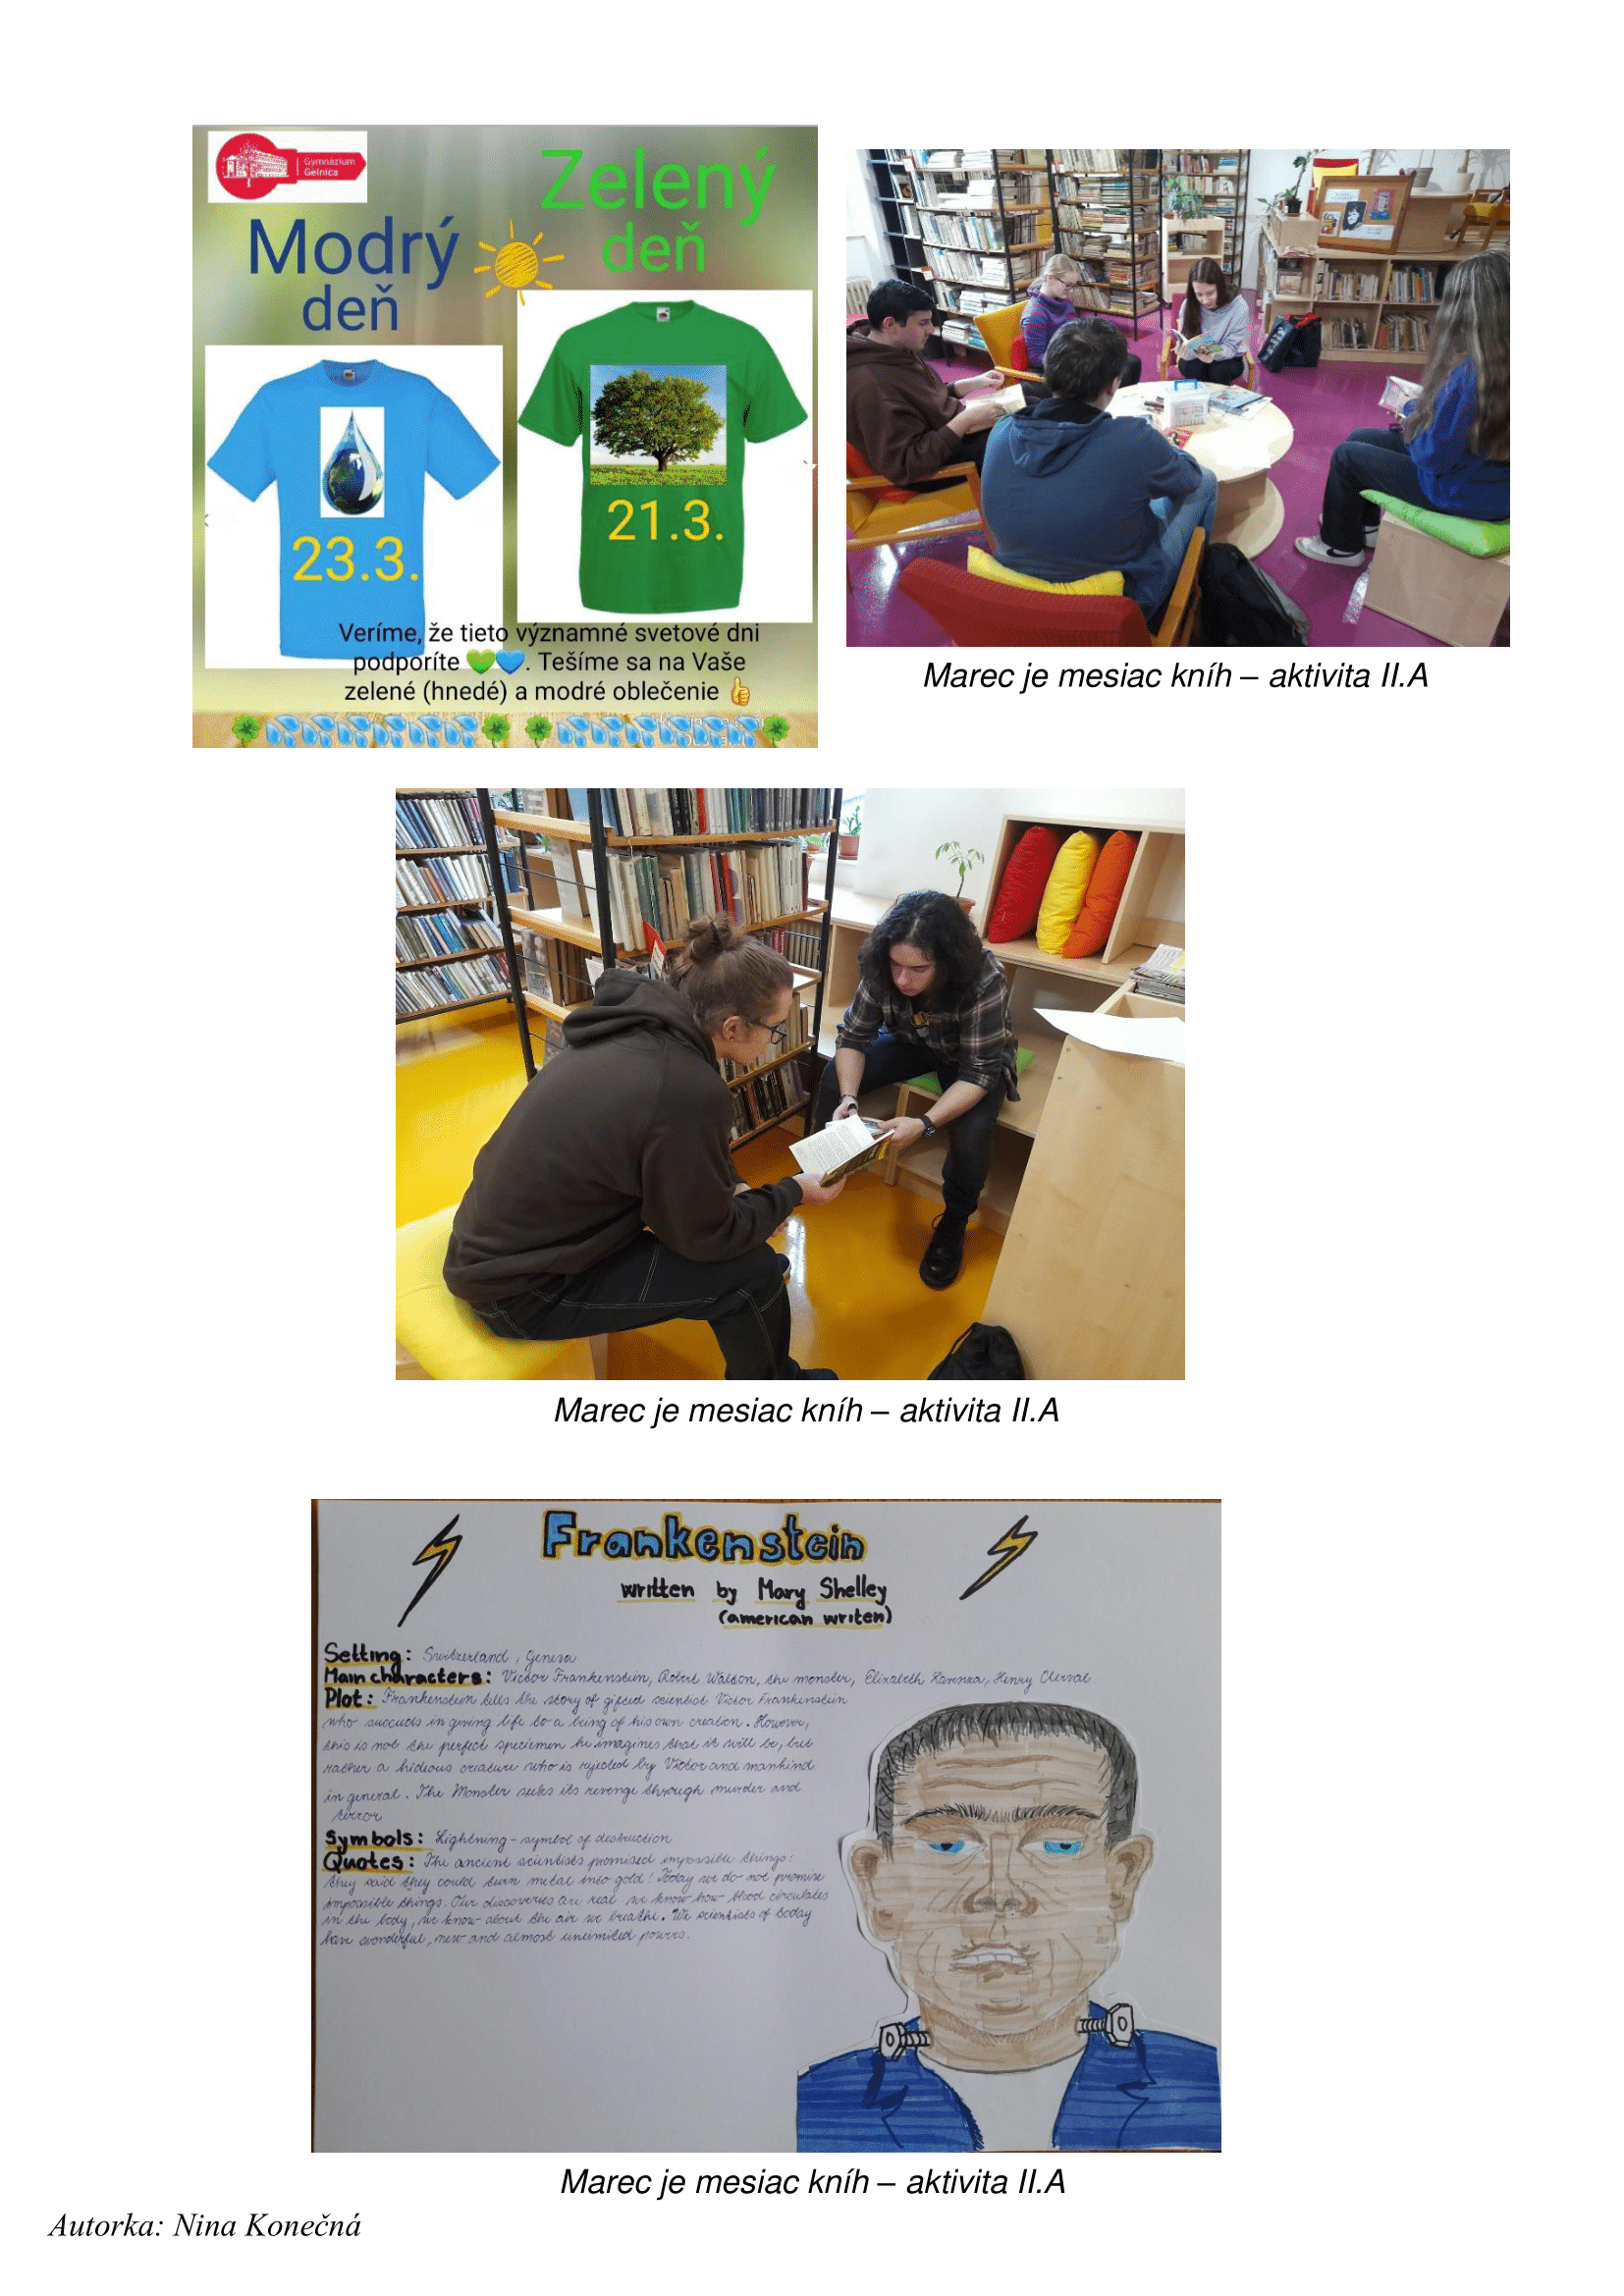 Gymnázium
Gelnica
Zelený
deň
Modrý
deň
21.3.
23.3.
Veríme, že tieto významné svetové dni
podporíte 💚💙. Tešíme sa na Vaše
zelené (hnedé) a modré oblečenie 👍
Marec je mesiac kníh – aktivita II.A
Marec je mesiac kníh – aktivita II.A
Frankenstein
written by Mary Shelley
(american writen)
Setting: Switzerland, Geneva
Main characters: Victor Frankenstein, Robert Walton, the monster, Elizabeth Henry Clerval
Plot: Frankenstein tells the story of gifted scientist Victor Frankenstein
who succeeds in giving life to a being of his own creation. However,
this is not the perfect speciemen he imagines that it will be, but
rather a hideous creature who is rejected by Victor and mankind
in general. The Monster seeks its revenge through murder and
terror
Symbols: Lightning - symbol of destruction
Quotes: The ancient scientists promised impossible things:
they said they could turn metal into gold! Today we do not promise
impossible things. Our discoveries are real we know how blood circulates
in the body, we know about the air we breathe. We scientists of today
have wonderful, new and almost unlimited powers.
Marec je mesiac kníh – aktivita II.A
Autorka: Nina Konečná